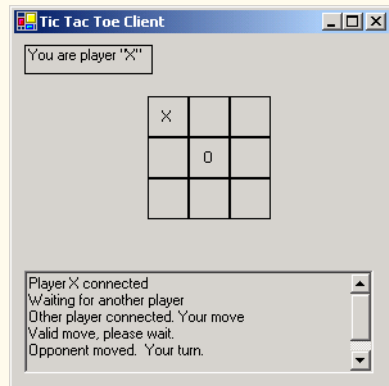 Tic Tac Toe Client
You are player "X"
X
O
Player X connected
Waiting for another player
Other player connected. Your move
Valid move, please wait.
Opponent moved.  Your turn.